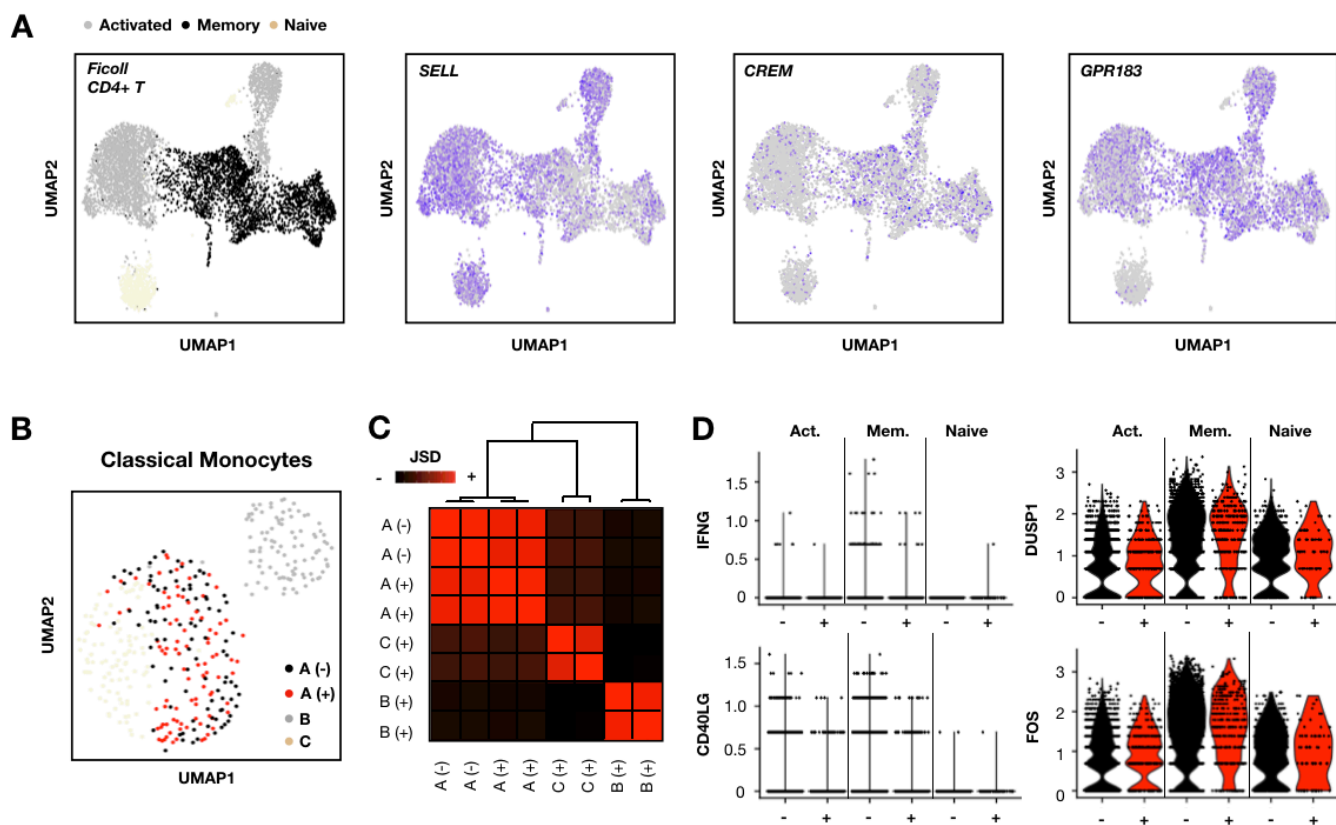 A
Activated Memory Naive
Ficoll
CD4+ T
SELL
CREM
GPR183
UMAP2
UMAP2
UMAP2
UMAP2
UMAP1
UMAP1
UMAP1
UMAP1
B
Classical Monocytes
A (-)
A (+)
B
C
UMAP2
UMAP1
C
JSD
- +
A (-)
A (-)
A (+)
A (+)
C (+)
C (+)
B (+)
B (+)
A (-) A (-) A (+) A (+) C (+) C (+) B (+) B (+)
D
Act. Mem. Naive
IFNG
1.5
1.0
0.5
0
- + - + - +
CD40LG
1.5
1.0
0.5
0
- + - + - +
Act. Mem. Naive
DUSP1
3
2
1
0
- + - + - +
FOS
3
2
1
0
- + - + - +